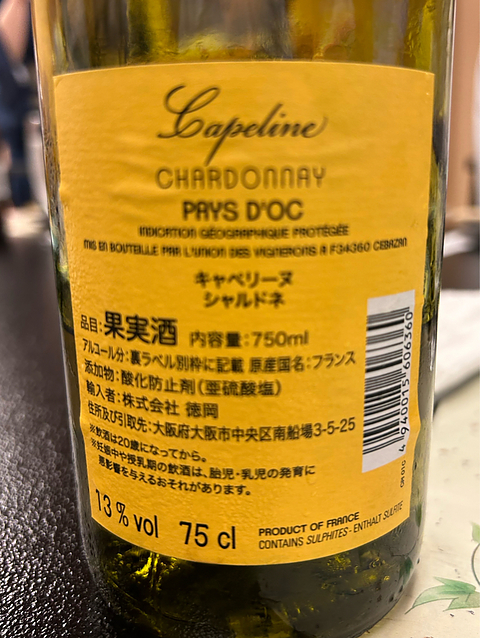 Capeline
CHARDONNAY
PAYS D'OC
INDICATION GÉOGRAPHIQUE PROTÉGÉE
MIS EN BOUTEILLE PAR L'UNION DES VIGNERONS A F34360 CEBAZAN
キャペリーヌ
シャルドネ
品目:果実酒 内容量:750ml
アルコール分:裏ラベル別枠に記載 原産国名:フランス
添加物:酸化防止剤(亜硫酸塩)
輸入者:株式会社 徳岡
住所及び引取先:大阪府大阪市中央区南船場3-5-25
※飲酒は20歳になってから。
※妊娠中や授乳期の飲酒は、胎児・乳児の発育に
悪影響を与えるおそれがあります。
13% vol 75 cl
PRODUCT OF FRANCE
CONTAINS SULPHITES - ENTHALT SULFITE
4 940013 606360
OR 010